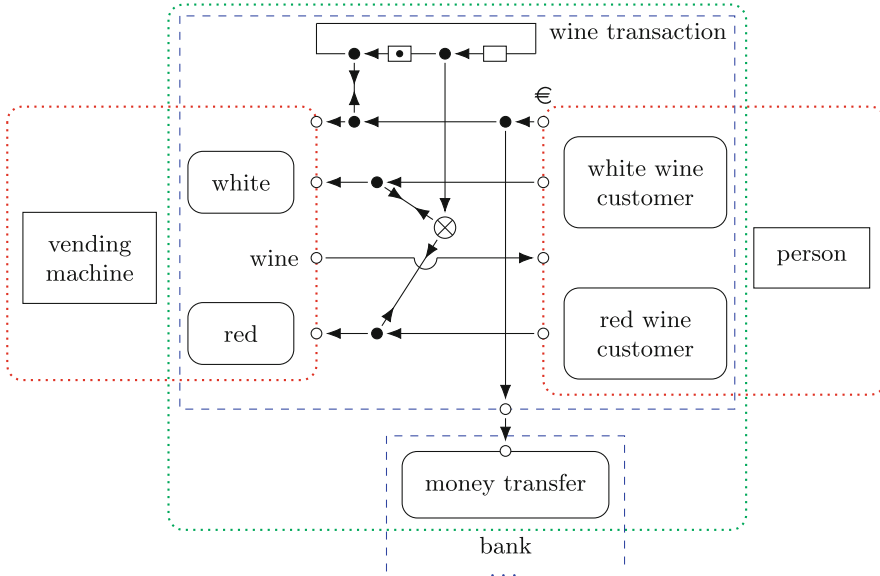 wine transaction
€
white
white wine
customer
vending
machine
wine
person
red
red wine
customer
money transfer
bank
...